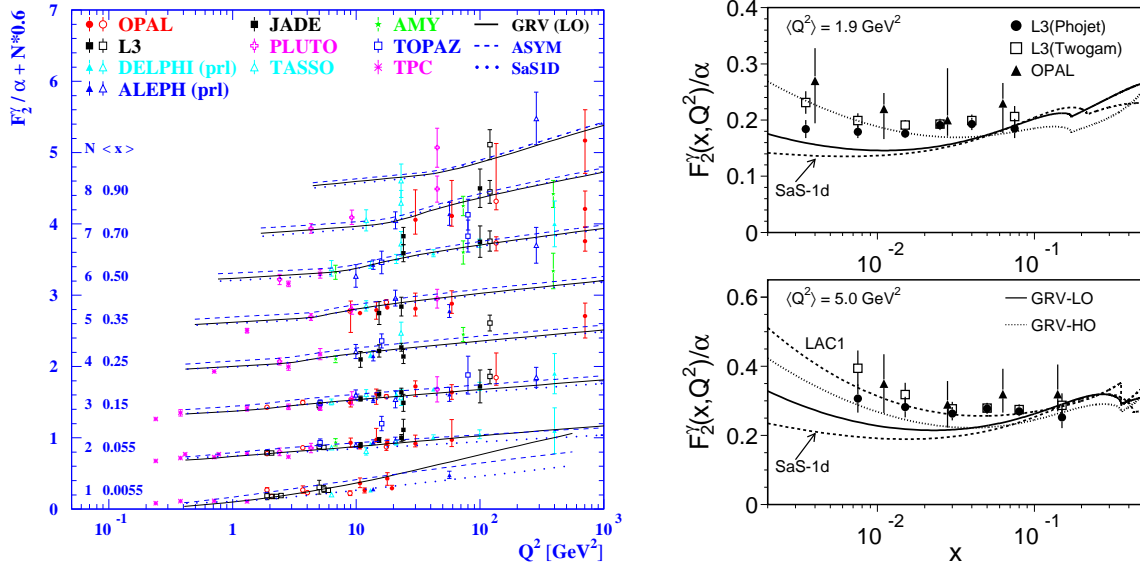 F₂^γ / α + N*0.6
OPAL JADE AMY GRV (LO)
L3 PLUTO TOPAZ ASYM
DELPHI (prl) TASSO TPC SaS1D
ALEPH (prl)
N < x >
8 0.90
7 0.70
6 0.50
5 0.35
4 0.25
3 0.15
2 0.0555
1 0.0055
8
7
6
5
4
3
2
1
0
10⁻¹ 1 10 10² 10³
Q² [GeV²]
F₂^γ(x,Q²)/α
⟨Q²⟩ = 1.9 GeV²
L3(Phojet)
L3(Twogam)
OPAL
SaS-1d
0.4
0.3
0.2
0.1
0
10⁻² 10⁻¹
F₂^γ(x,Q²)/α
⟨Q²⟩ = 5.0 GeV²
GRV-LO
GRV-HO
LAC1
SaS-1d
0.6
0.4
0.2
0
10⁻² 10⁻¹
x